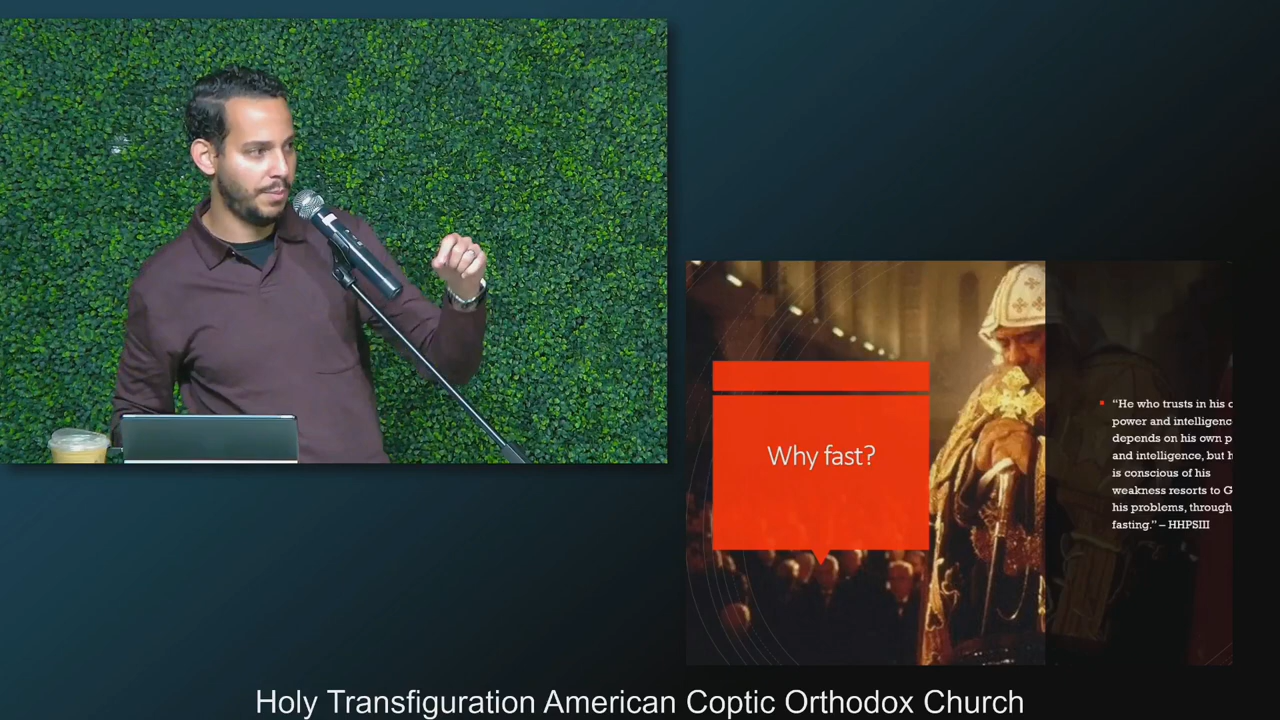 Why fast?
“He who trusts in his
power and intelligenc
depends on his own p
and intelligence, but h
is conscious of his
weakness resorts to G
his problems, through
fasting.” – HHPSIII
Holy Transfiguration American Coptic Orthodox Church